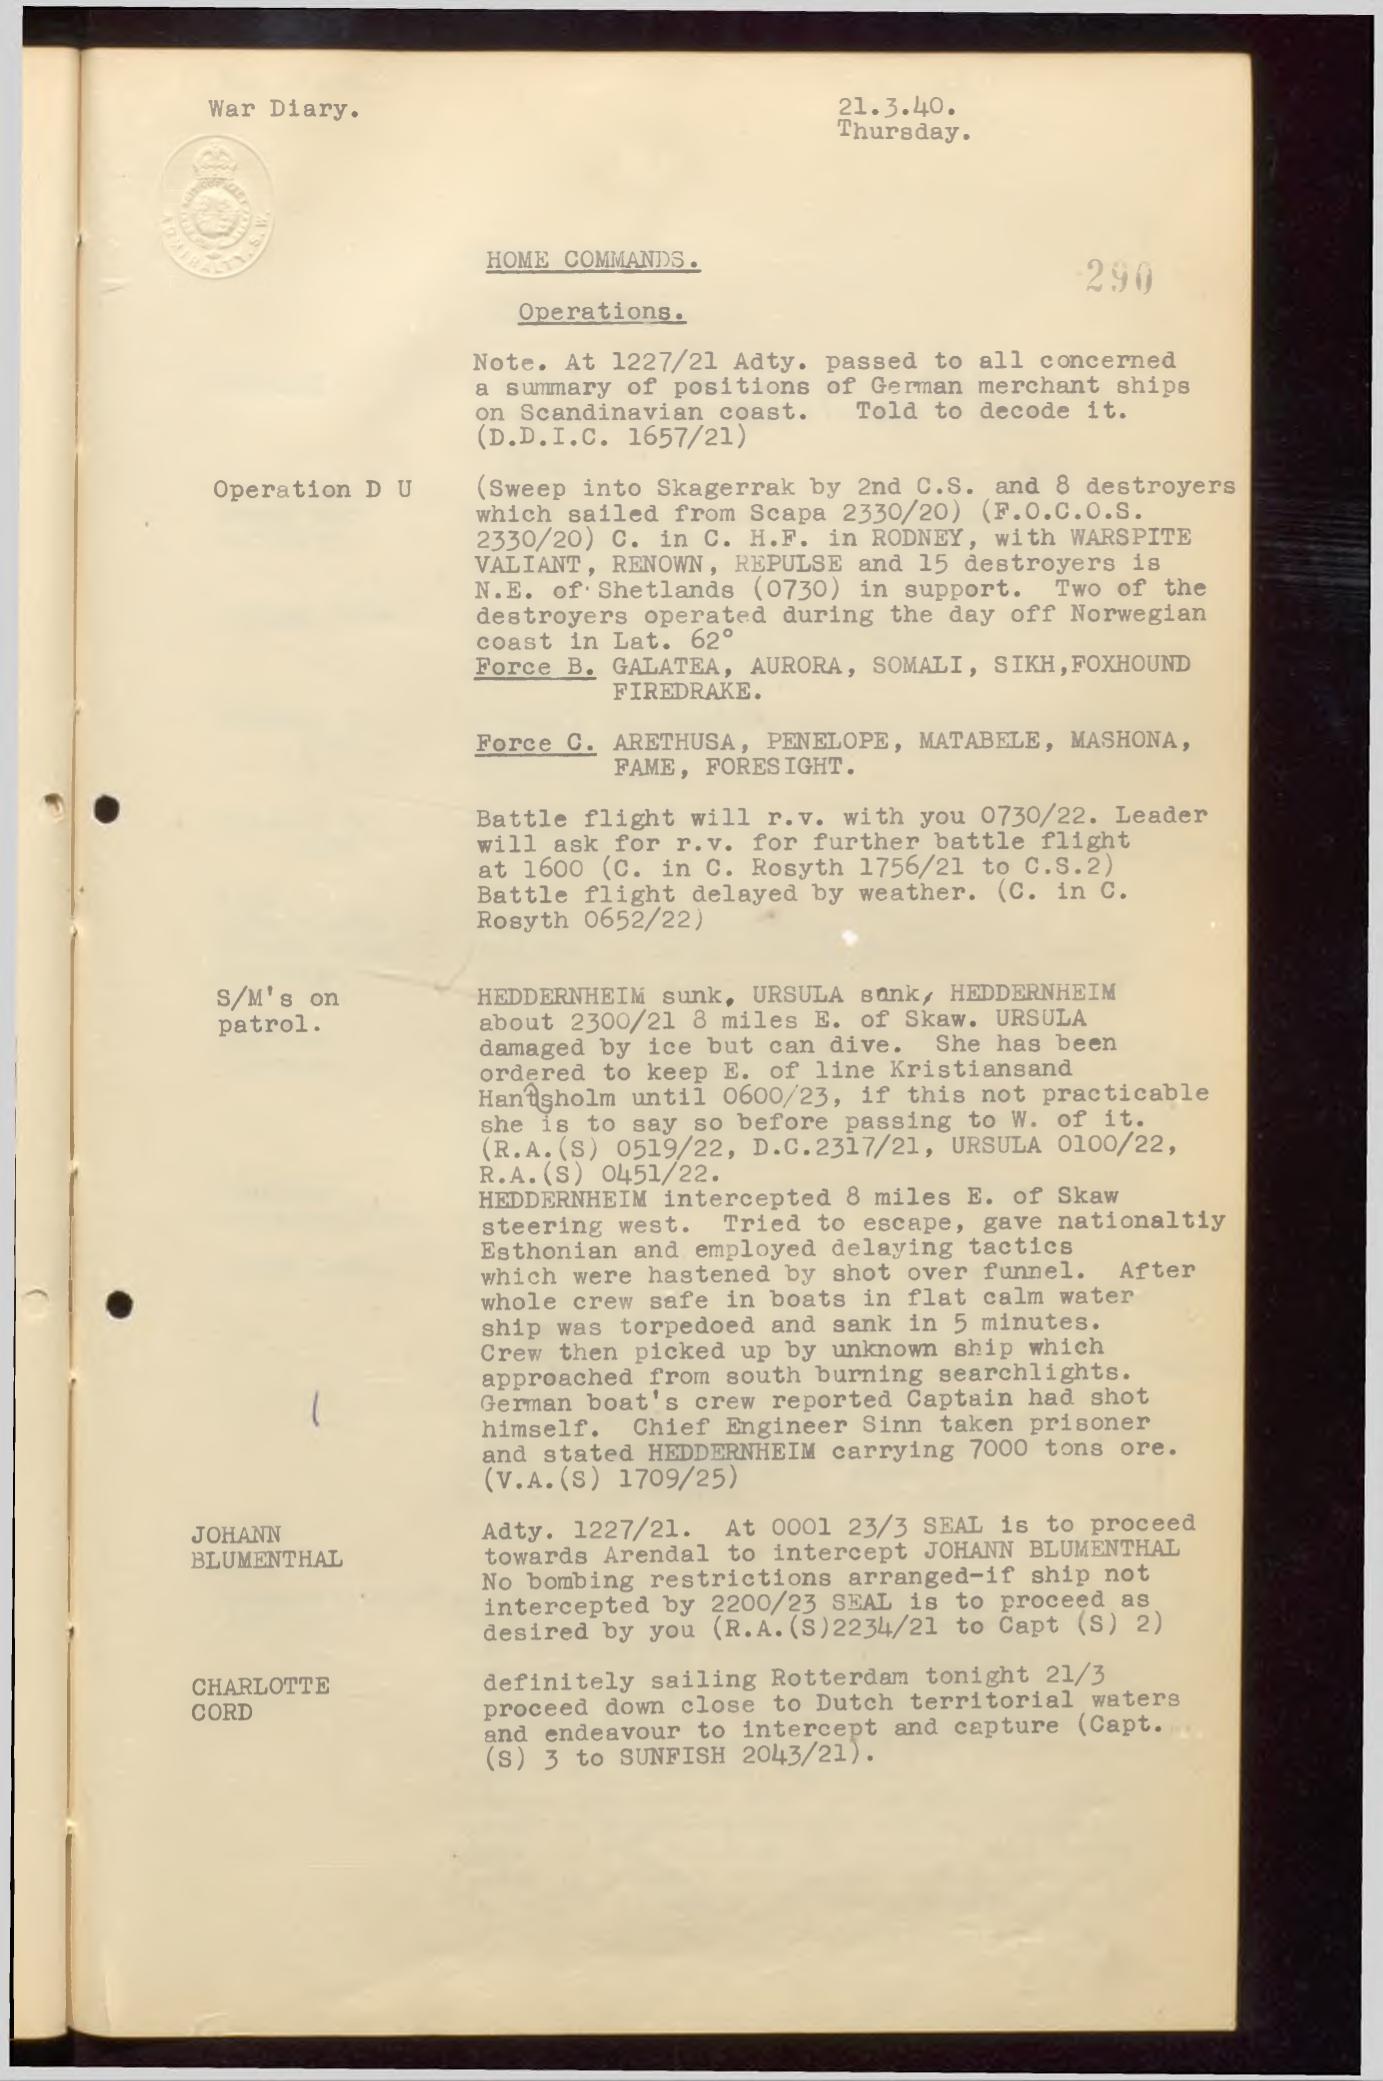 War Diary.
21.3.40.
Thursday.
ADMIRALTY. S.W.
HOME COMMANDS.
290
Operations.
Note. At 1227/21 Adty. passed to all concerned
a summary of positions of German merchant ships
on Scandinavian coast. Told to decode it.
(D.D.I.C. 1657/21)
Operation D U
(Sweep into Skagerrak by 2nd C.S. and 8 destroyers
which sailed from Scapa 2330/20) (F.O.C.O.S.
2330/20) C. in C. H.F. in RODNEY, with WARSPITE
VALIANT, RENOWN, REPULSE and 15 destroyers is
N.E. of Shetlands (0730) in support. Two of the
destroyers operated during the day off Norwegian
coast in Lat. 62°
Force B. GALATEA, AURORA, SOMALI, SIKH,FOXHOUND
FIREDRAKE.
Force C. ARETHUSA, PENELOPE, MATABELE, MASHONA,
FAME, FORESIGHT.
Battle flight will r.v. with you 0730/22. Leader
will ask for r.v. for further battle flight
at 1600 (C. in C. Rosyth 1756/21 to C.S.2)
Battle flight delayed by weather. (C. in C.
Rosyth 0652/22)
S/M's on
patrol.
HEDDERNHEIM sunk. URSULA sank, HEDDERNHEIM
about 2300/21 8 miles E. of Skaw. URSULA
damaged by ice but can dive. She has been
ordered to keep E. of line Kristiansand
Hantsholm until 0600/23, if this not practicable
she is to say so before passing to W. of it.
(R.A.(S) 0519/22, D.C.2317/21, URSULA 0100/22,
R.A.(S) 0451/22.
HEDDERNHEIM intercepted 8 miles E. of Skaw
steering west. Tried to escape, gave nationaltiy
Esthonian and employed delaying tactics
which were hastened by shot over funnel. After
whole crew safe in boats in flat calm water
ship was torpedoed and sank in 5 minutes.
Crew then picked up by unknown ship which
approached from south burning searchlights.
German boat's crew reported Captain had shot
himself. Chief Engineer Sinn taken prisoner
and stated HEDDERNHEIM carrying 7000 tons ore.
(V.A.(S) 1709/25)
JOHANN
BLUMENTHAL
Adty. 1227/21. At 0001 23/3 SEAL is to proceed
towards Arendal to intercept JOHANN BLUMENTHAL
No bombing restrictions arranged-if ship not
intercepted by 2200/23 SEAL is to proceed as
desired by you (R.A.(S)2234/21 to Capt (S) 2)
CHARLOTTE
CORD
definitely sailing Rotterdam tonight 21/3
proceed down close to Dutch territorial waters
and endeavour to intercept and capture (Capt.
(S) 3 to SUNFISH 2043/21).